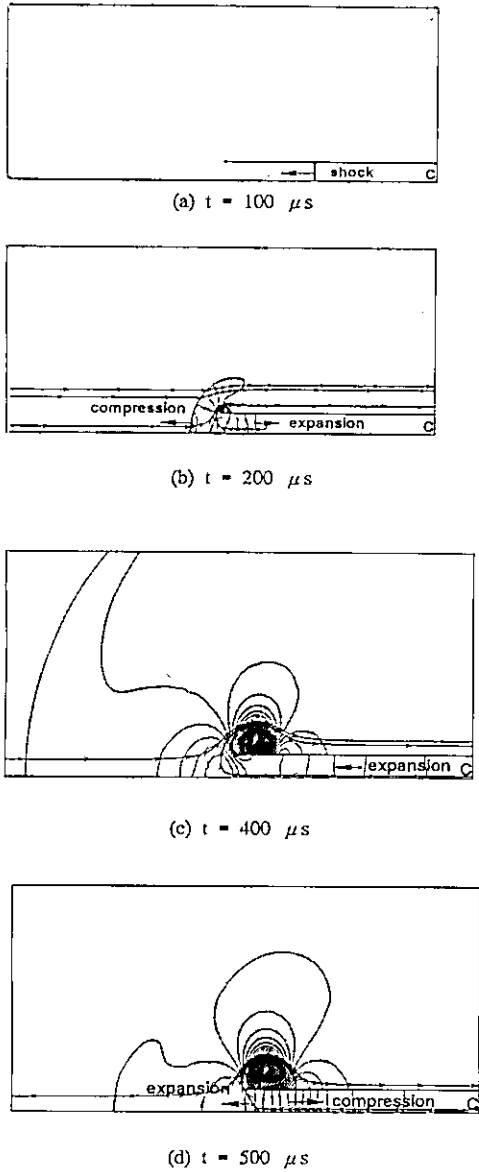 shock C
(a) t = 100 μs
compression expansion C
(b) t = 200 μs
expansion C
(c) t = 400 μs
expansion compression C
(d) t = 500 μs